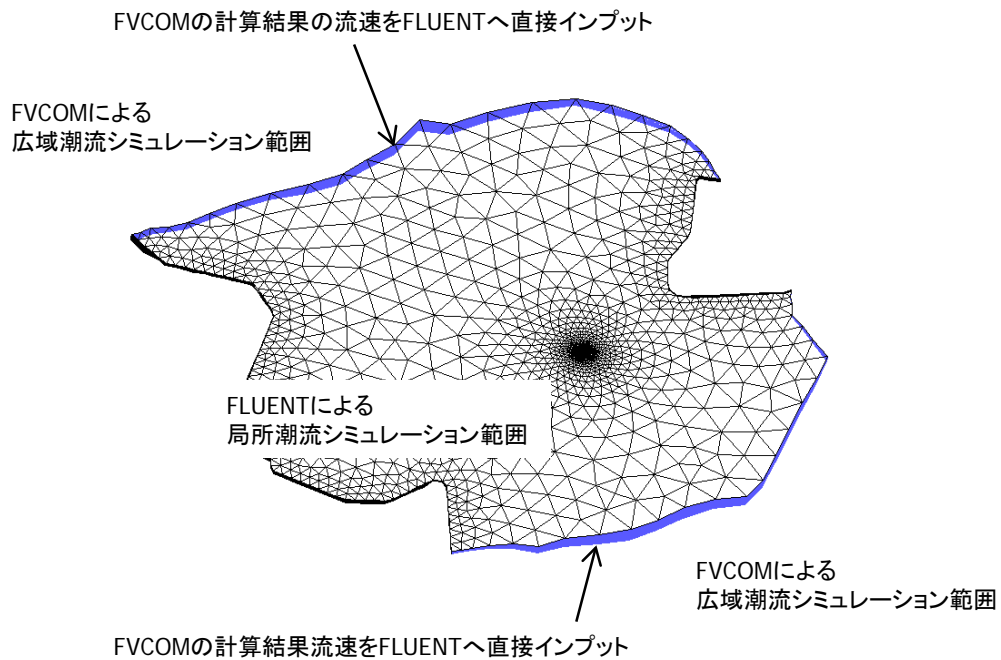 FVCOMの計算結果の流速をFLUENTへ直接インプット
FVCOMによる
広域潮流シミュレーション範囲
FLUENTによる
局所潮流シミュレーション範囲
FVCOMによる
広域潮流シミュレーション範囲
FVCOMの計算結果流速をFLUENTへ直接インプット